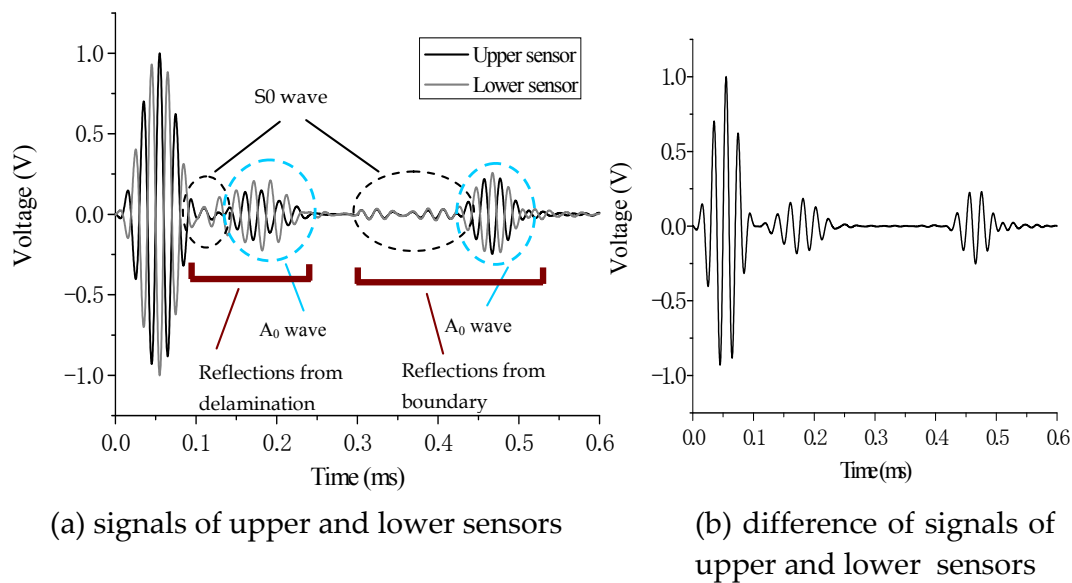 Upper sensor
Lower sensor
S0 wave
1.0
0.5
0.0
−0.5
−1.0
Voltage (V)
A₀ wave
A₀ wave
Reflections from
delamination
Reflections from
boundary
0.0 0.1 0.2 0.3 0.4 0.5 0.6
Time (ms)
(a) signals of upper and lower sensors
1.0
0.5
0.0
−0.5
−1.0
Voltage (V)
0.0 0.1 0.2 0.3 0.4 0.5 0.6
Time (ms)
(b) difference of signals of
upper and lower sensors